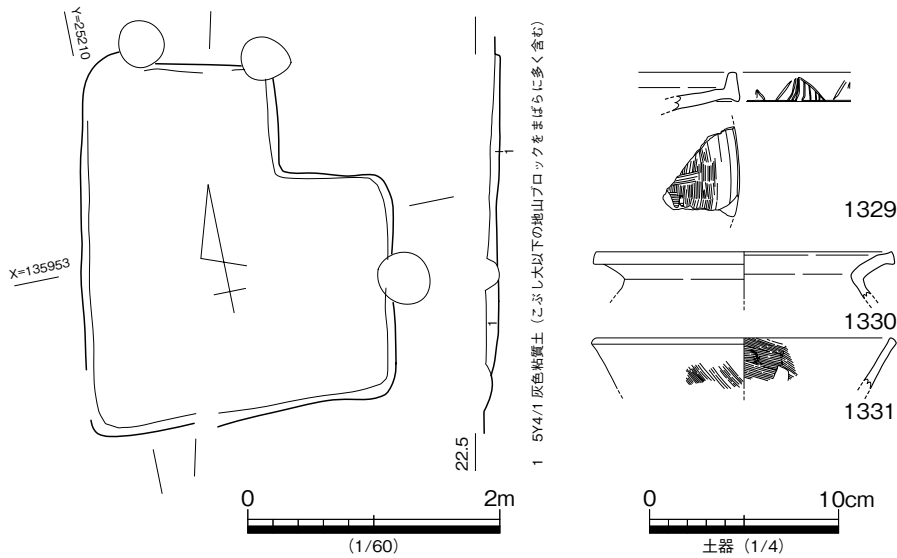 Y=25210
X=135953
1
1
22.5
1 5Y4/1 灰色粘質土（こぶし大以下の地山ブロックをまばらに多く含む）
0 2m
（1/60）
1329
1330
1331
0 10cm
土器（1/4）